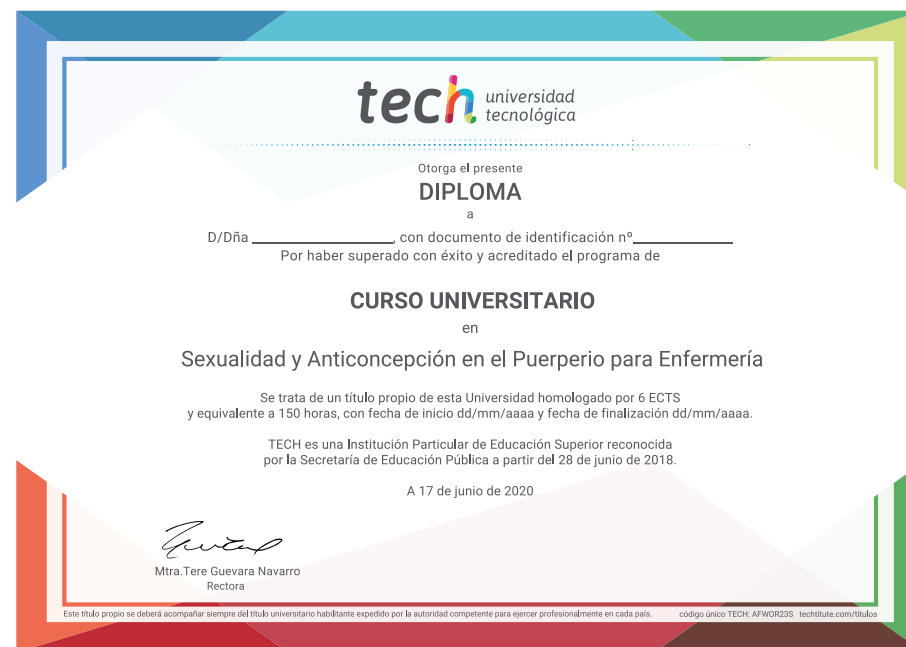 tech universidad
tecnológica
Otorga el presente
DIPLOMA
a
D/Dña ____________________, con documento de identificación nº______________
Por haber superado con éxito y acreditado el programa de
CURSO UNIVERSITARIO
en
Sexualidad y Anticoncepción en el Puerperio para Enfermería
Se trata de un título propio de esta Universidad homologado por 6 ECTS
y equivalente a 150 horas, con fecha de inicio dd/mm/aaaa y fecha de finalización dd/mm/aaaa.
TECH es una Institución Particular de Educación Superior reconocida
por la Secretaría de Educación Pública a partir del 28 de junio de 2018.
A 17 de junio de 2020
Mtra.Tere Guevara Navarro
Rectora
Este título propio se deberá acompañar siempre del título universitario habilitante expedido por la autoridad competente para ejercer profesionalmente en cada país. código único TECH: AFWOR23S techtitute.com/titulos